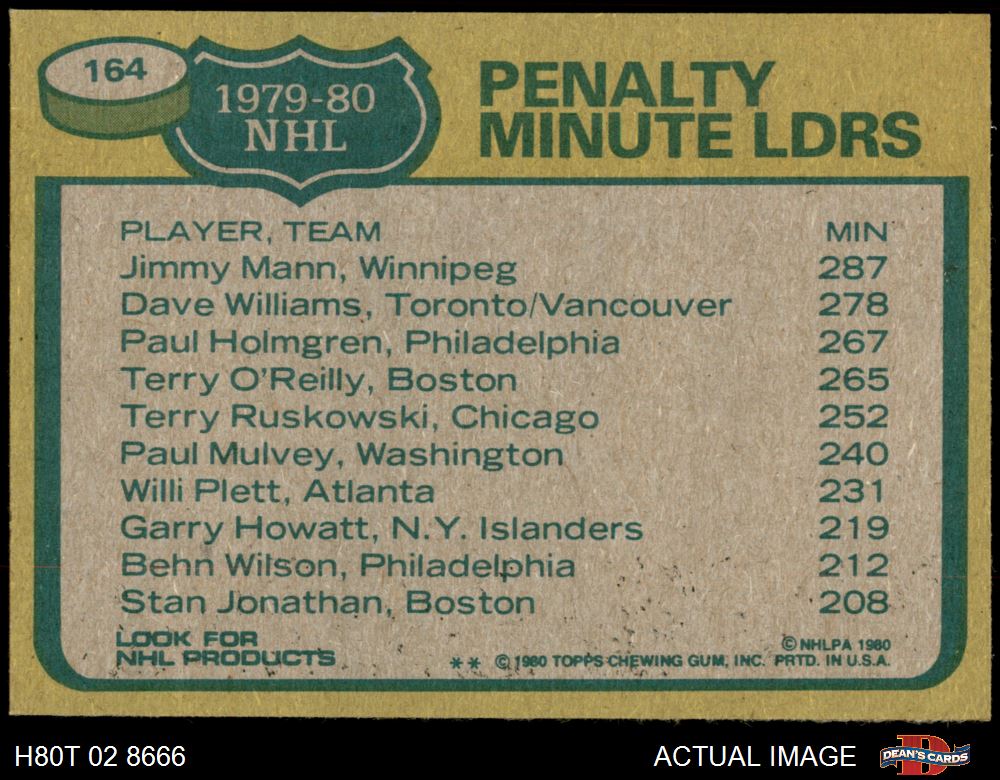 164
1979-80
NHL
PENALTY
MINUTE LDRS
PLAYER, TEAM MIN
Jimmy Mann, Winnipeg 287
Dave Williams, Toronto/Vancouver 278
Paul Holmgren, Philadelphia 267
Terry O'Reilly, Boston 265
Terry Ruskowski, Chicago 252
Paul Mulvey, Washington 240
Willi Plett, Atlanta 231
Garry Howatt, N.Y. Islanders 219
Behn Wilson, Philadelphia 212
Stan Jonathan, Boston 208
LOOK FOR
NHL PRODUCTS
© NHLPA 1980
** © 1980 TOPPS CHEWING GUM, INC. PRTD. IN U.S.A.
H80T 02 8666 ACTUAL IMAGE DEAN'S CARDS